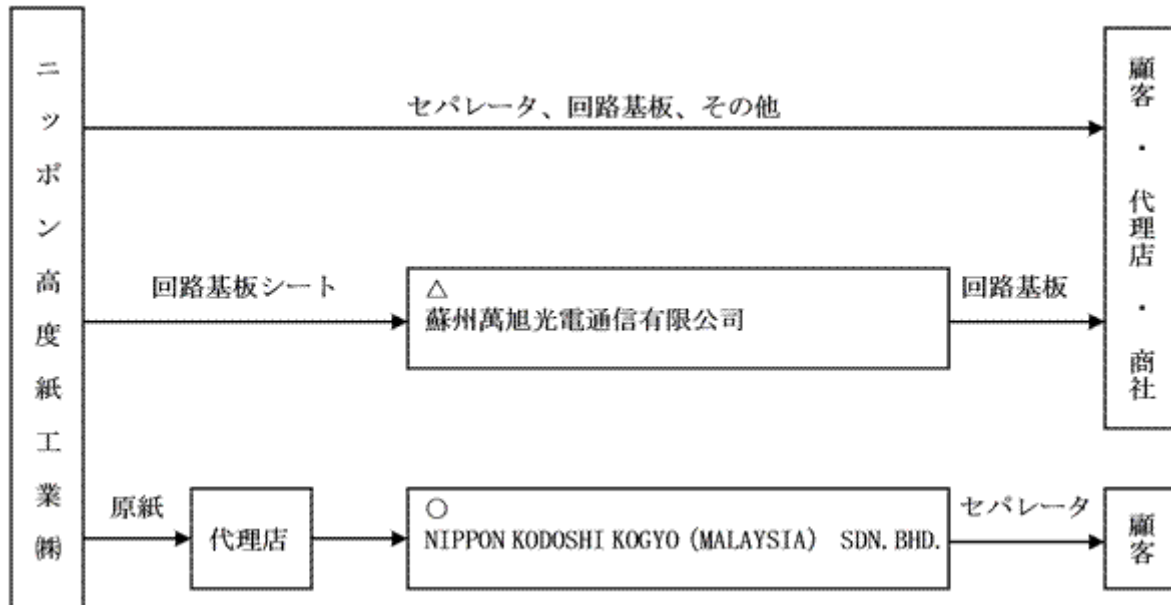 ニッポン高度紙工業㈱
セパレータ、回路基板、その他
顧客・代理店・商社
回路基板シート
△
蘇州萬旭光電通信有限公司
回路基板
原紙
代理店
○
NIPPON KODOSHI KOGYO (MALAYSIA) SDN.BHD.
セパレータ
顧客